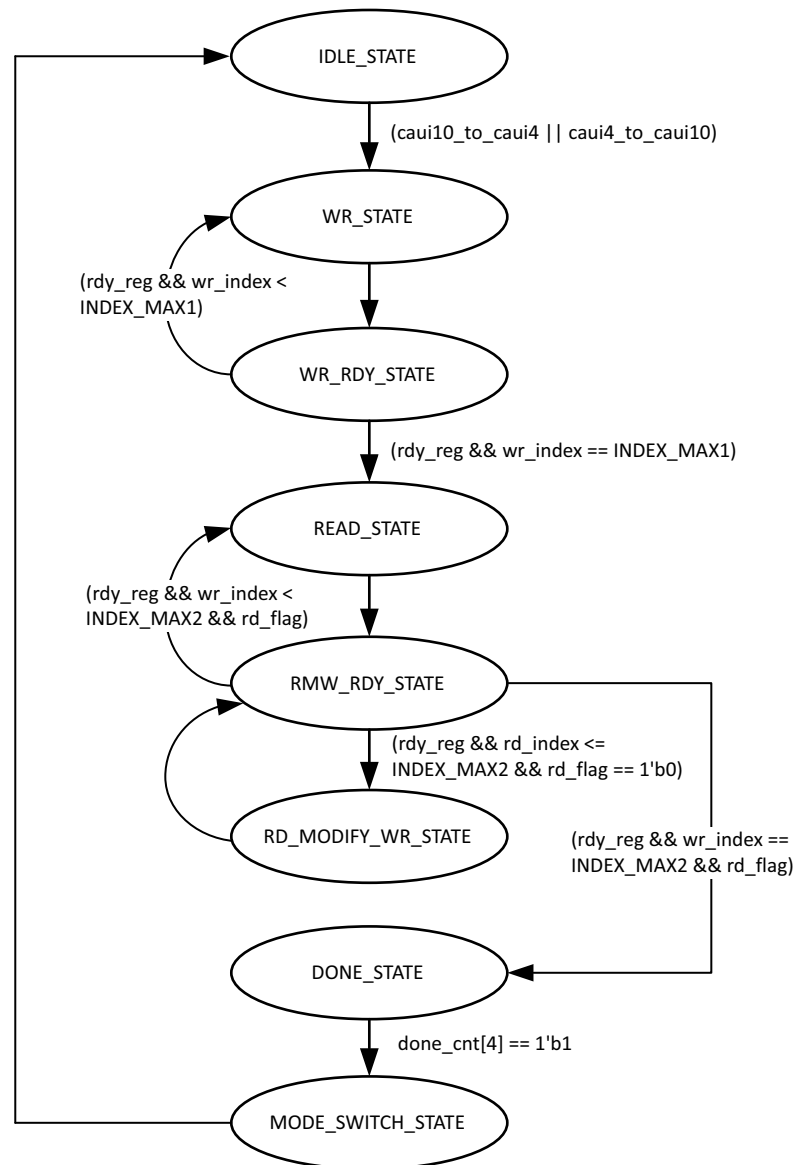 IDLE_STATE
(caui10_to_caui4 || caui4_to_caui10)
WR_STATE
(rdy_reg && wr_index <
INDEX_MAX1)
WR_RDY_STATE
(rdy_reg && wr_index == INDEX_MAX1)
READ_STATE
(rdy_reg && wr_index <
INDEX_MAX2 && rd_flag)
RMW_RDY_STATE
(rdy_reg && rd_index <=
INDEX_MAX2 && rd_flag == 1'b0)
RD_MODIFY_WR_STATE
(rdy_reg && wr_index ==
INDEX_MAX2 && rd_flag)
DONE_STATE
done_cnt[4] == 1'b1
MODE_SWITCH_STATE